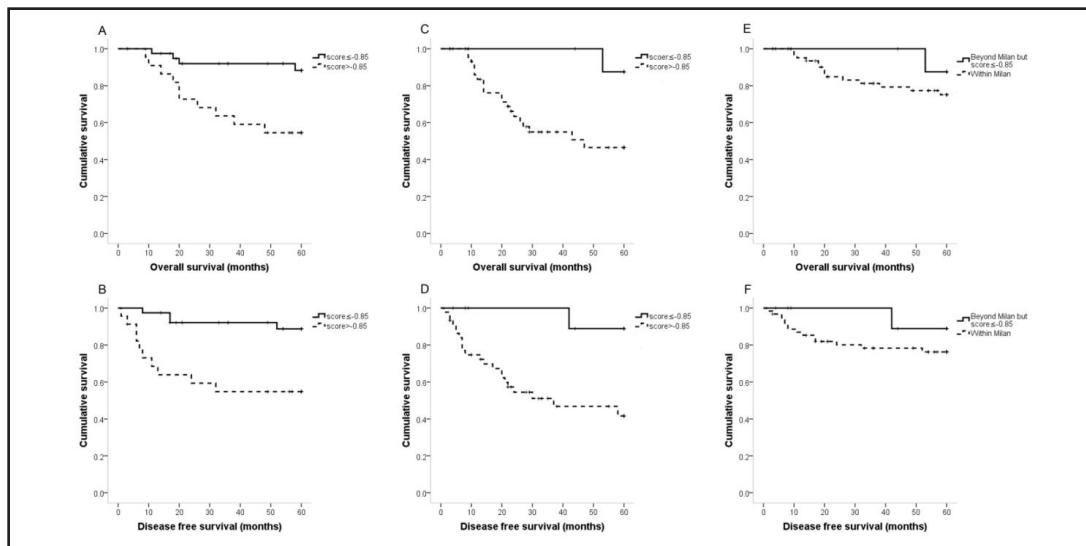 A
1.0
0.8
0.6
0.4
0.2
0.0
Cumulative survival
0 10 20 30 40 50 60
Overall survival (months)
score≤-0.85
score>-0.85
C
1.0
0.8
0.6
0.4
0.2
0.0
Cumulative survival
0 10 20 30 40 50 60
Overall survival (months)
scoer≤-0.85
score>-0.85
E
1.0
0.8
0.6
0.4
0.2
0.0
Cumulative survival
0 10 20 30 40 50 60
Overall survival (months)
Beyond Milan but
score≤-0.85
Within Milan
B
1.0
0.8
0.6
0.4
0.2
0.0
Cumulative survival
0 10 20 30 40 50 60
Disease free survival (months)
score≤-0.85
score>-0.85
D
1.0
0.8
0.6
0.4
0.2
0.0
Cumulative survival
0 10 20 30 40 50 60
Disease free survival (months)
score≤-0.85
score>-0.85
F
1.0
0.8
0.6
0.4
0.2
0.0
Cumulative survival
0 10 20 30 40 50 60
Disease free survival (months)
Beyond Milan but
score≤-0.85
Within Milan